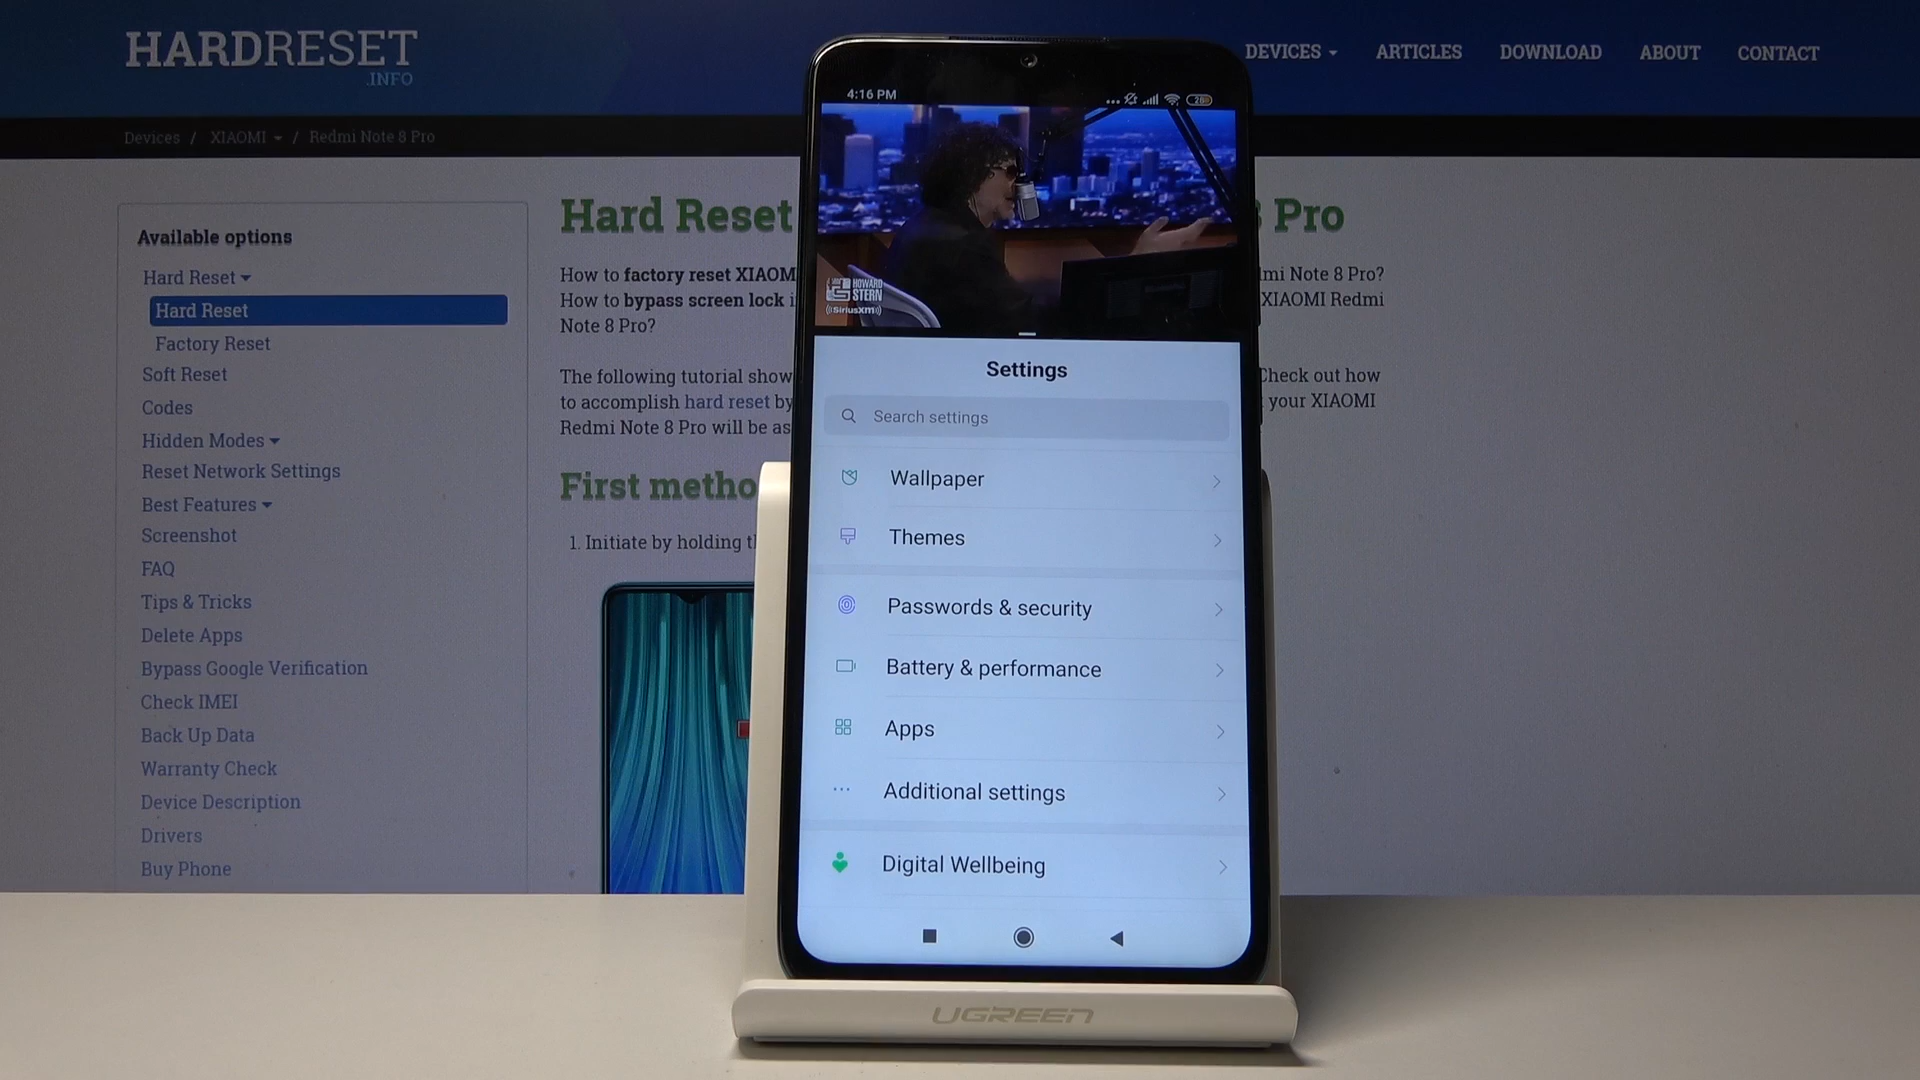 HARDRESET
.INFO
DEVICES
ARTICLES
DOWNLOAD
ABOUT
CONTACT
Devices / XIAOMI / Redmi Note 8 Pro
Available options
Hard Reset
Hard Reset
Factory Reset
Soft Reset
Codes
Hidden Modes
Reset Network Settings
Best Features
Screenshot
FAQ
Tips & Tricks
Delete Apps
Bypass Google Verification
Check IMEI
Back Up Data
Warranty Check
Device Description
Drivers
Buy Phone
Hard Reset Pro
How to factory reset XIAOM Note 8 Pro?
How to bypass screen lock XIAOMI Redmi
Note 8 Pro?
The following tutorial show Check out how
to accomplish hard reset by your XIAOMI
Redmi Note 8 Pro will be as
First metho
1. Initiate by holding
4:16 PM
HOWARD
STERN
((SiriusXM))
Settings
Search settings
Wallpaper
Themes
Passwords & security
Battery & performance
Apps
Additional settings
Digital Wellbeing
UGREEN